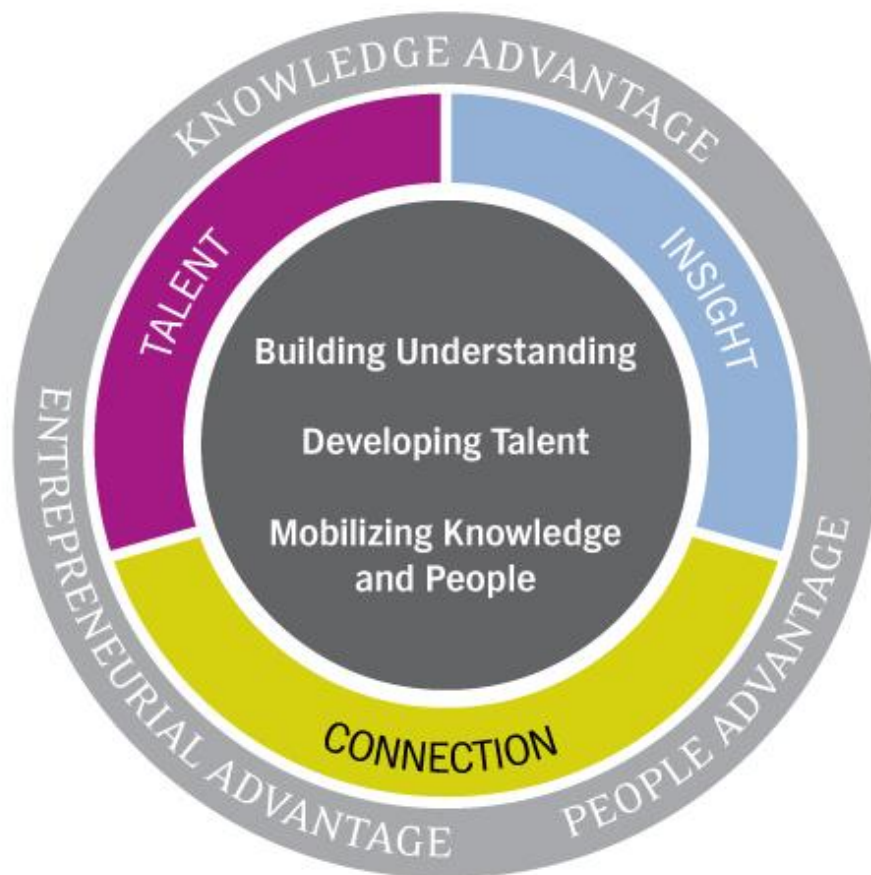 KNOWLEDGE ADVANTAGE
TALENT
INSIGHT
Building Understanding
Developing Talent
Mobilizing Knowledge
and People
CONNECTION
ENTREPRENEURIAL ADVANTAGE
PEOPLE ADVANTAGE